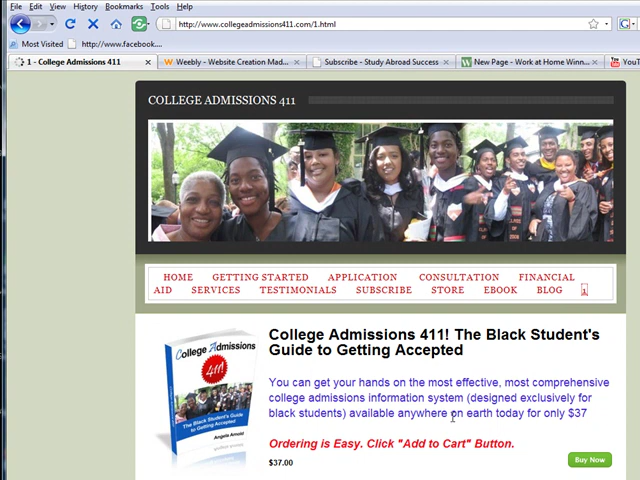 File Edit View History Bookmarks Tools Help
http://www.collegeadmissions411.com/1.html
Most Visited http://www.facebook....
1 - College Admissions 411 Weebly - Website Creation Mad... Subscribe - Study Abroad Success New Page - Work at Home Winn... YouT
COLLEGE ADMISSIONS 411
HOME GETTING STARTED APPLICATION CONSULTATION FINANCIAL
AID SERVICES TESTIMONIALS SUBSCRIBE STORE EBOOK BLOG 1
College Admissions
411!
The Black Student's Guide to Getting Accepted
Angela Arnold
College Admissions 411! The Black Student's
Guide to Getting Accepted
You can get your hands on the most effective, most comprehensive
college admissions information system (designed exclusively for
black students) available anywhere on earth today for only $37
Ordering is Easy. Click "Add to Cart" Button.
$37.00
Buy Now